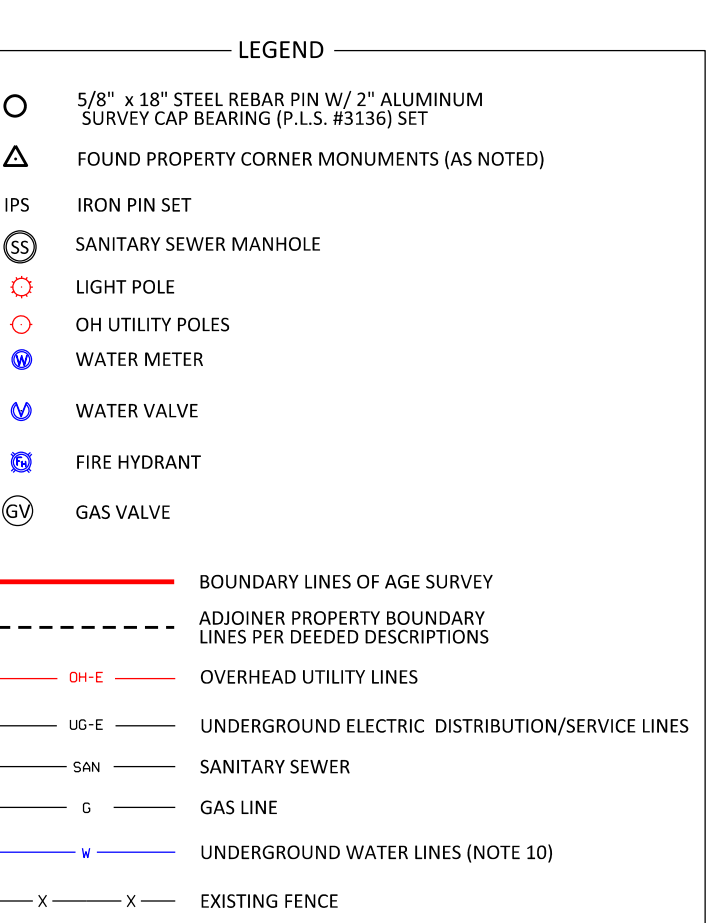 LEGEND
5/8" x 18" STEEL REBAR PIN W/ 2" ALUMINUM
SURVEY CAP BEARING (P.L.S. #3136) SET
FOUND PROPERTY CORNER MONUMENTS (AS NOTED)
IPS IRON PIN SET
SS SANITARY SEWER MANHOLE
LIGHT POLE
OH UTILITY POLES
W WATER METER
V WATER VALVE
FH FIRE HYDRANT
GV GAS VALVE
BOUNDARY LINES OF AGE SURVEY
ADJOINER PROPERTY BOUNDARY
LINES PER DEEDED DESCRIPTIONS
OH-E OVERHEAD UTILITY LINES
UG-E UNDERGROUND ELECTRIC DISTRIBUTION/SERVICE LINES
SAN SANITARY SEWER
G GAS LINE
W UNDERGROUND WATER LINES (NOTE 10)
X X EXISTING FENCE